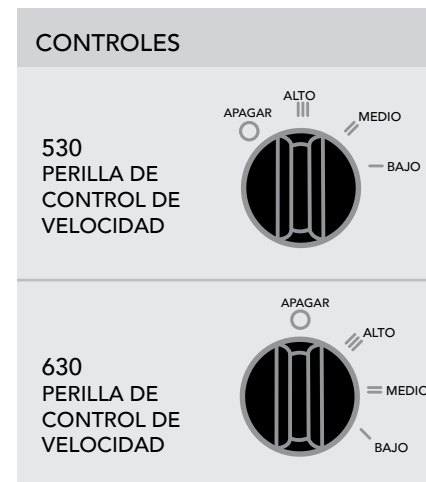 CONTROLES
530
PERILLA DE
CONTROL DE
VELOCIDAD
APAGAR
ALTO
MEDIO
BAJO
630
PERILLA DE
CONTROL DE
VELOCIDAD
APAGAR
ALTO
MEDIO
BAJO